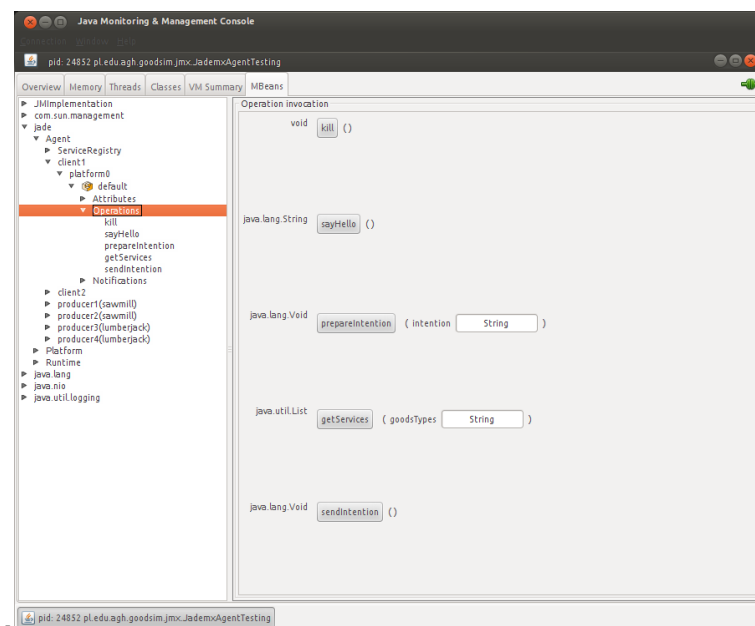 Java Monitoring & Management Console
Connection Window Help
pid: 24852 pl.edu.agh.goodsim.jmx.JademxAgentTesting
Overview Memory Threads Classes VM Summary MBeans
JMImplementation
com.sun.management
jade
Agent
ServiceRegistry
client1
platform0
default
Attributes
Operations
kill
sayHello
prepareIntention
getServices
sendIntention
Notifications
client2
producer1(sawmill)
producer2(sawmill)
producer3(lumberjack)
producer4(lumberjack)
Platform
Runtime
java.lang
java.nio
java.util.logging
Operation invocation
void kill ()
java.lang.String sayHello ()
java.lang.Void prepareIntention ( intention String )
java.util.List getServices ( goodsTypes String )
java.lang.Void sendIntention ()
pid: 24852 pl.edu.agh.goodsim.jmx.JademxAgentTesting